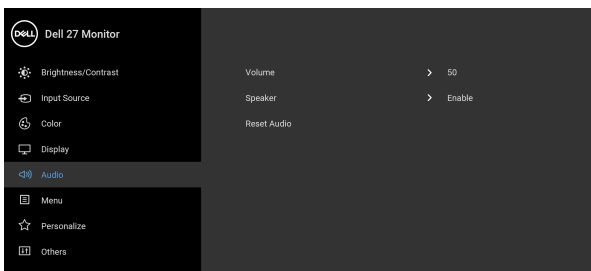 DELL Dell 27 Monitor
Brightness/Contrast
Input Source
Color
Display
Audio
Menu
Personalize
Others
Volume 50
Speaker Enable
Reset Audio